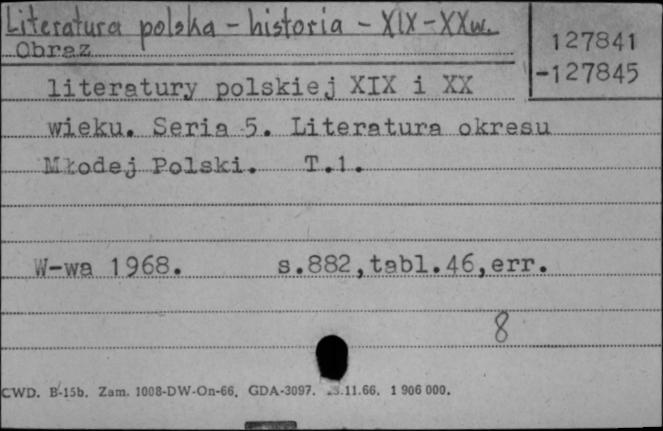 Literatura polska - historia - XIX-XXw.
127841
-127845
Obraz
literatury polskiej XIX i XX
wieku. Seria 5. Literatura okresu
Młodej Polski. T.1.
W-wa 1968. s.882,tabl.46,err.
8
CWD. B-15b. Zam. 1008-DW-On-66. GDA-3097. .11.66. 1 906 000.